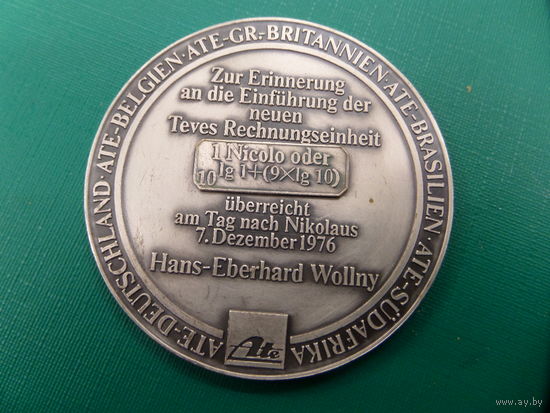 ATE-DEUTSCHLAND·ATE-BELGIEN·ATE-GR.-BRITANNIEN·ATE-BRASILIEN·ATE-SÜDAFRIKA
Zur Erinnerung
an die Einführung der
neuen
Teves Rechnungseinheit
1 Nicolo oder
10 lg 1+(9×lg 10)
überreicht
am Tag nach Nikolaus
7. Dezember 1976
Hans-Eberhard Wollny
Ate
www.ay.by